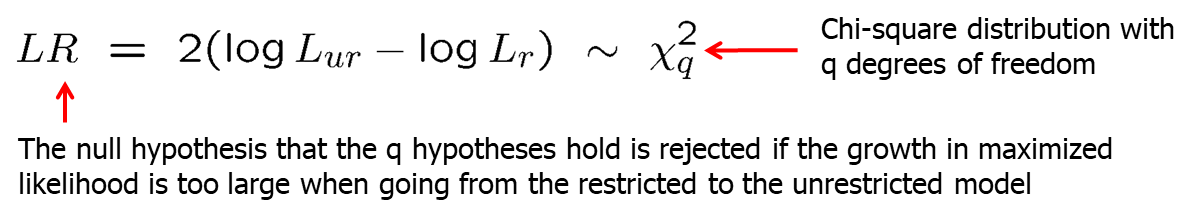 LR = 2(log L_ur − log L_r) ∼ χ²_q
Chi-square distribution with
q degrees of freedom
The null hypothesis that the q hypotheses hold is rejected if the growth in maximized
likelihood is too large when going from the restricted to the unrestricted model